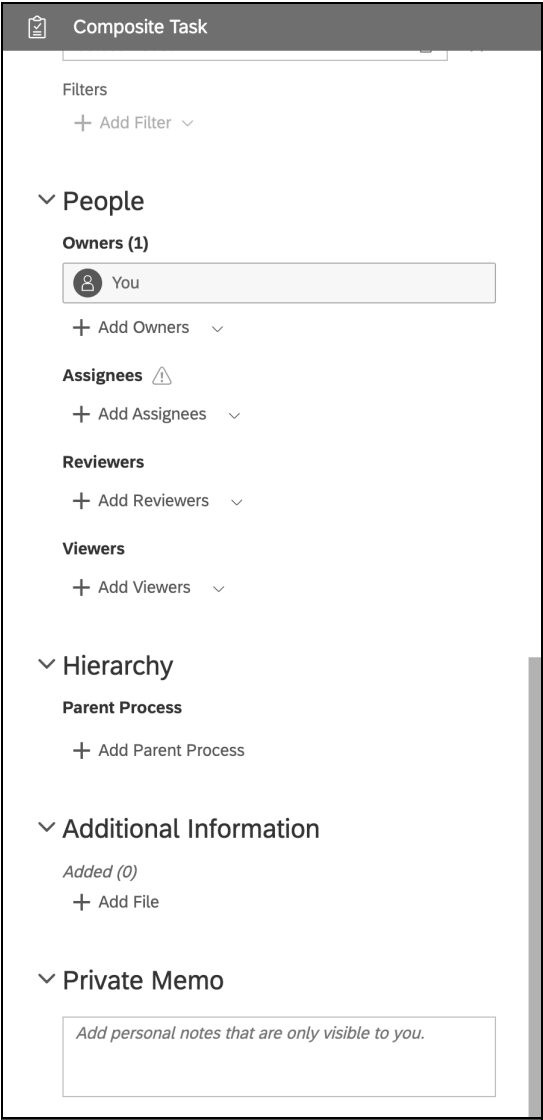 Composite Task
Filters
Add Filter
People
Owners (1)
You
Add Owners
Assignees
Add Assignees
Reviewers
Add Reviewers
Viewers
Add Viewers
Hierarchy
Parent Process
Add Parent Process
Additional Information
Added (0)
Add File
Private Memo
Add personal notes that are only visible to you.